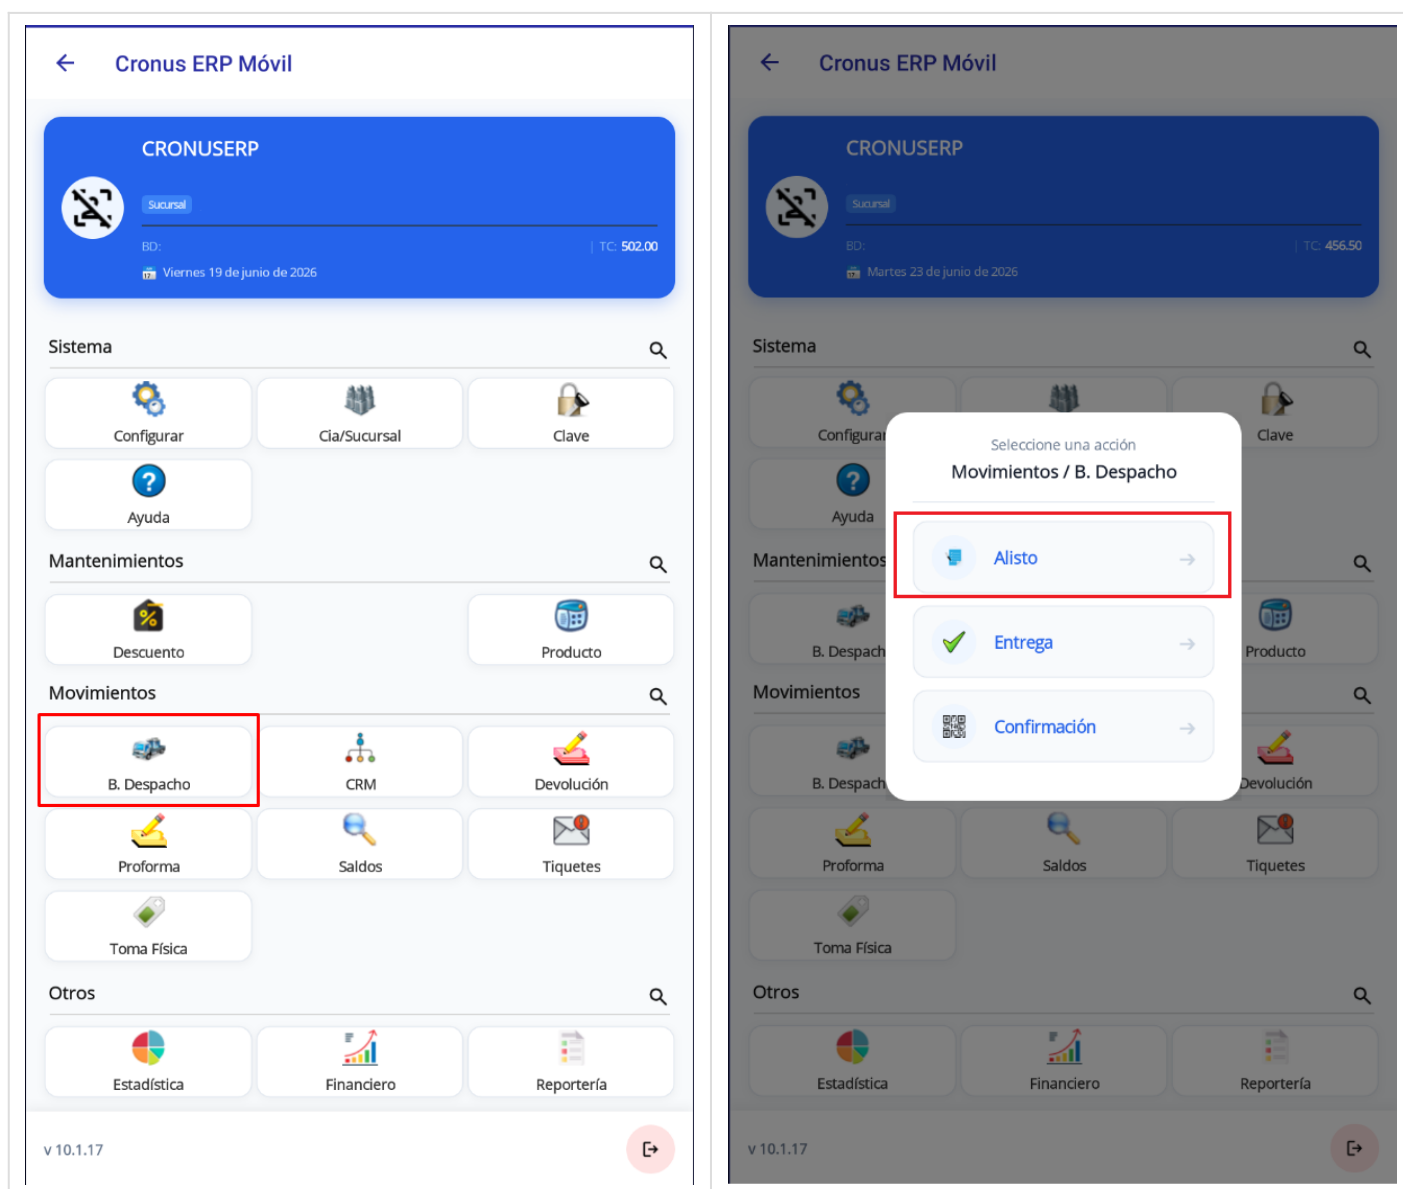 Cronus ERP Móvil
CRONUSERP
Sucursal
BD:
| TC: 502.00
Viernes 19 de junio de 2026
Sistema
Configurar
Cia/Sucursal
Clave
Ayuda
Mantenimientos
Descuento
Producto
Movimientos
B. Despacho
CRM
Devolución
Proforma
Saldos
Tiquetes
Toma Física
Otros
Estadística
Financiero
Reportería
v 10.1.17
Cronus ERP Móvil
CRONUSERP
Sucursal
BD:
| TC: 456.50
Martes 23 de junio de 2026
Sistema
Configurar
Clave
Ayuda
Mantenimientos
B. Despach
Producto
Movimientos
B. Despach
Devolución
Proforma
Saldos
Tiquetes
Toma Física
Otros
Estadística
Financiero
Reportería
v 10.1.17
Seleccione una acción
Movimientos / B. Despacho
Alisto
Entrega
Confirmación